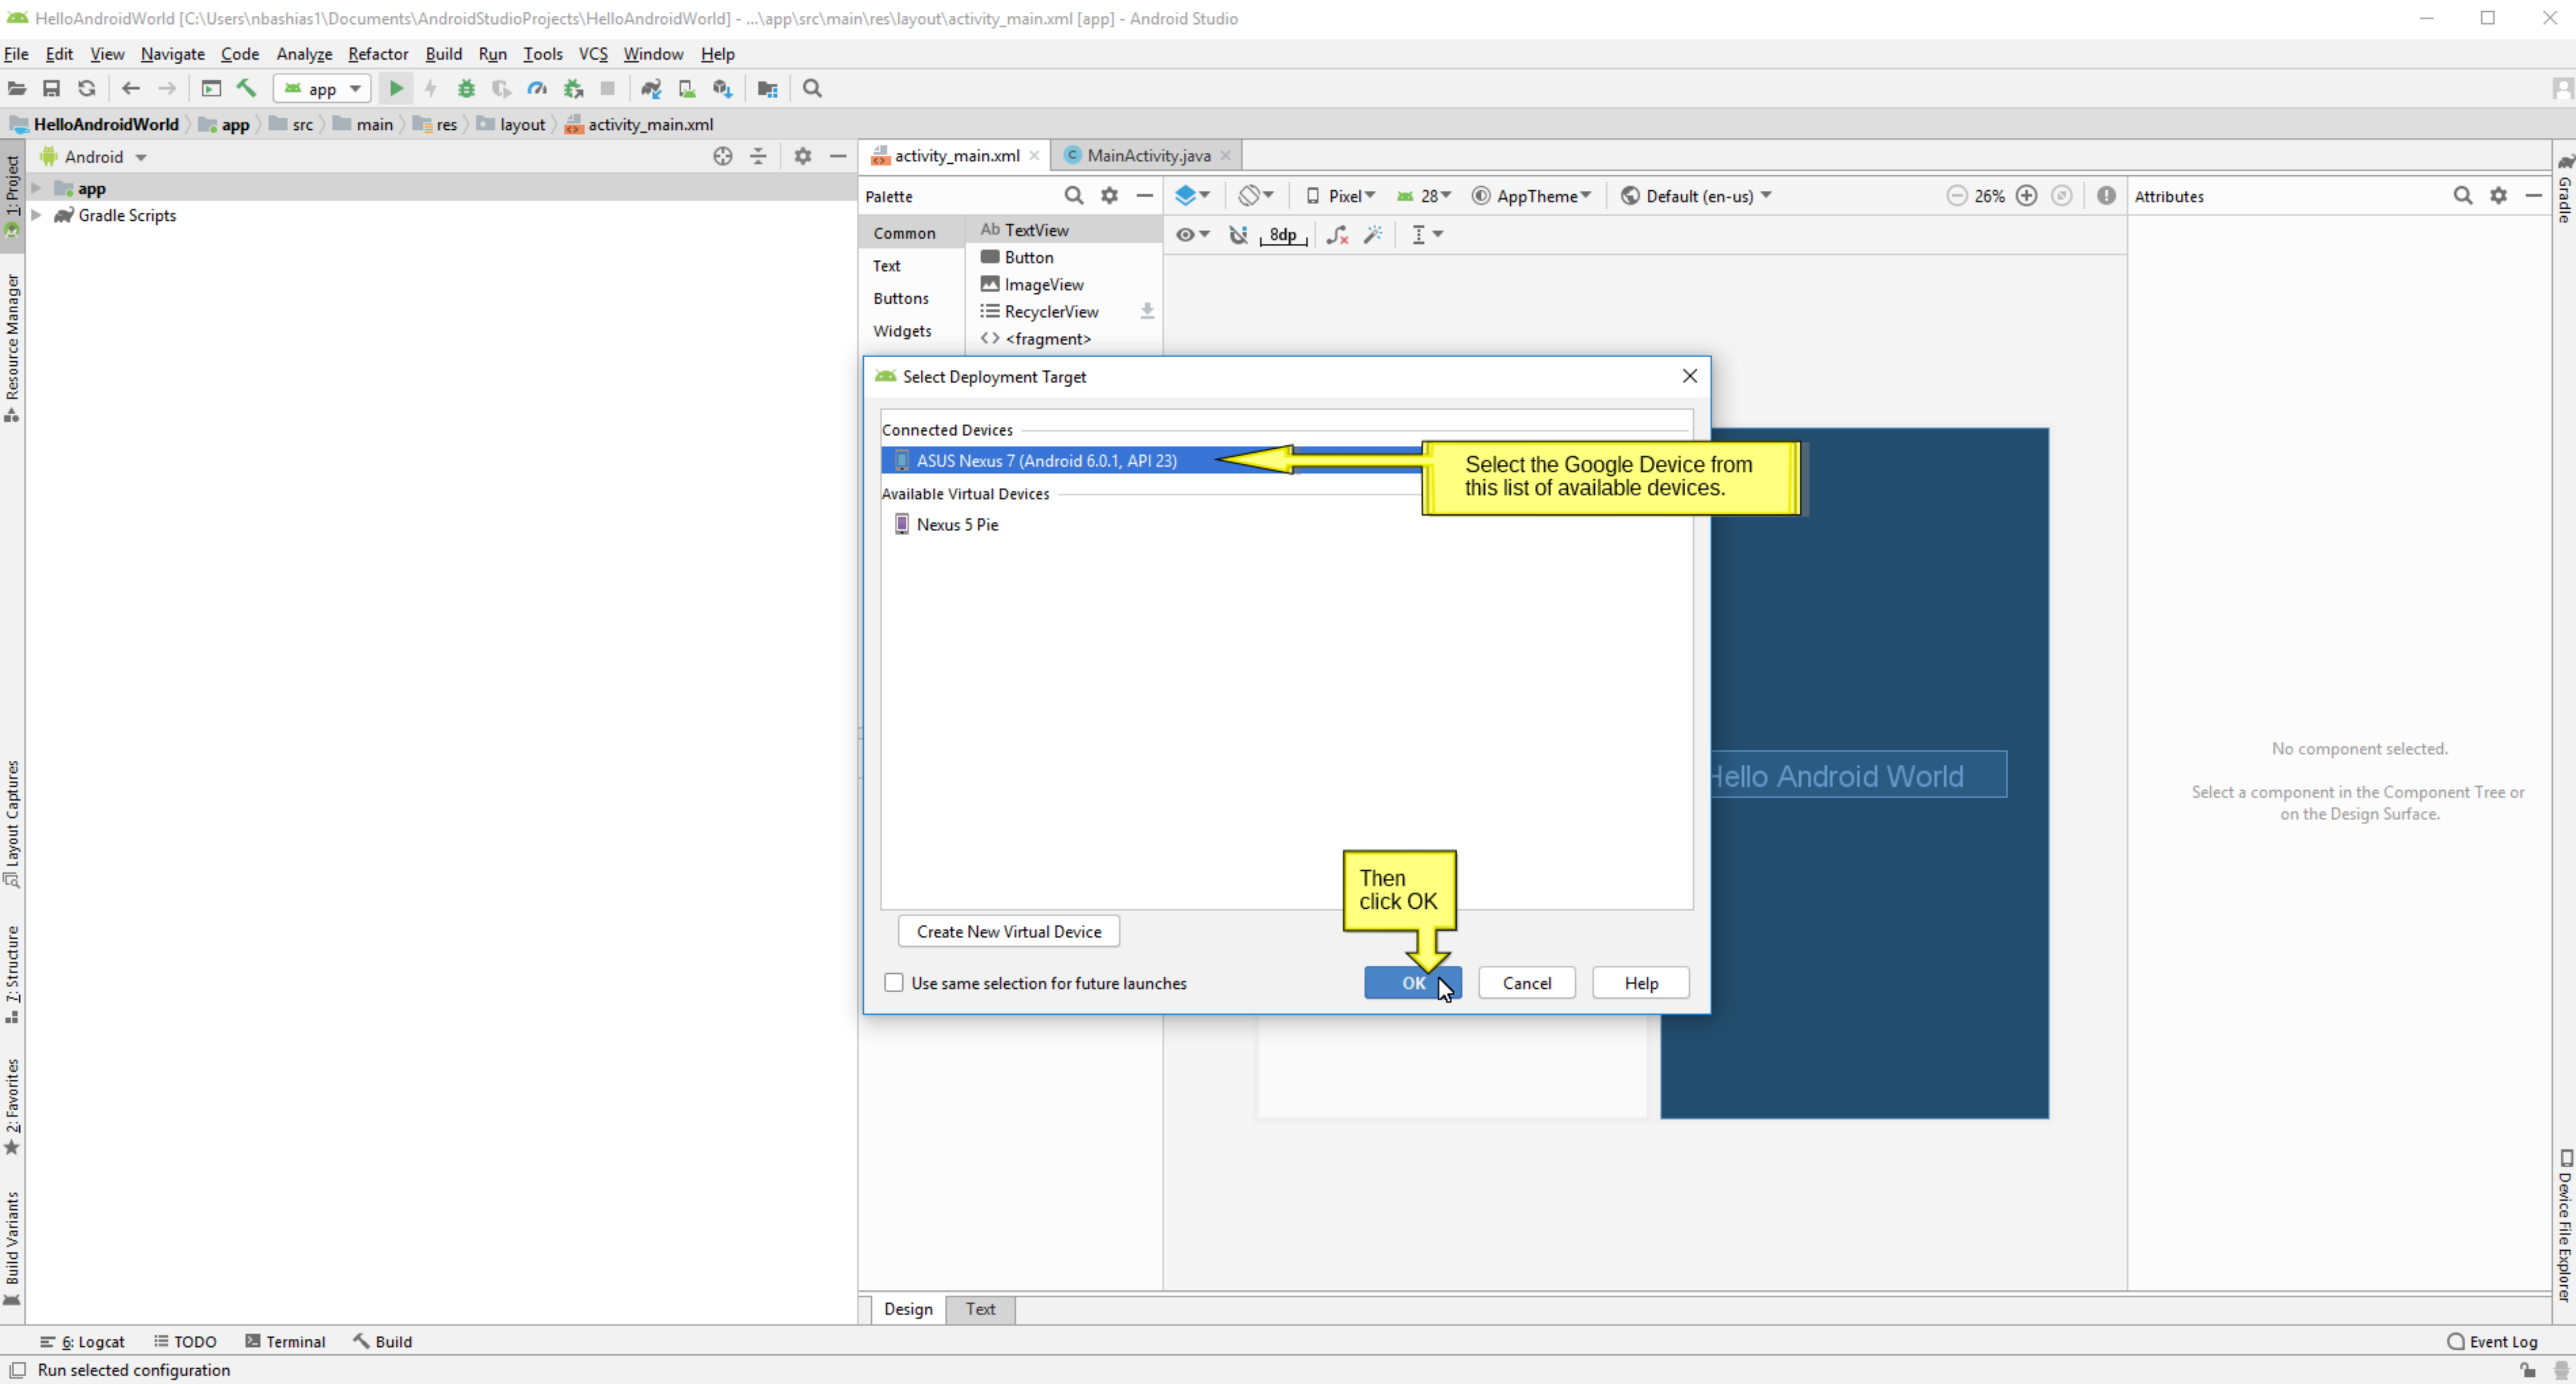 HelloAndroidWorld [C:\Users\nbashias1\Documents\AndroidStudioProjects\HelloAndroidWorld] - ...\app\src\main\res\layout\activity_main.xml [app] - Android Studio
File Edit View Navigate Code Analyze Refactor Build Run Tools VCS Window Help
app
HelloAndroidWorld app src main res layout activity_main.xml
1: Project
Resource Manager
Layout Captures
7: Structure
2: Favorites
Build Variants
Android
app
Gradle Scripts
activity_main.xml MainActivity.java
Palette
Common
Text
Buttons
Widgets
Ab TextView
Button
ImageView
RecyclerView
<fragment>
Pixel 28 AppTheme Default (en-us) 26%
8dp
Attributes
No component selected.
Select a component in the Component Tree or
on the Design Surface.
Gradle
Device File Explorer
Select Deployment Target
Connected Devices
ASUS Nexus 7 (Android 6.0.1, API 23)
Available Virtual Devices
Nexus 5 Pie
Select the Google Device from
this list of available devices.
Hello Android World
Then
click OK
Create New Virtual Device
Use same selection for future launches
OK Cancel Help
Design Text
6: Logcat TODO Terminal Build Event Log
Run selected configuration